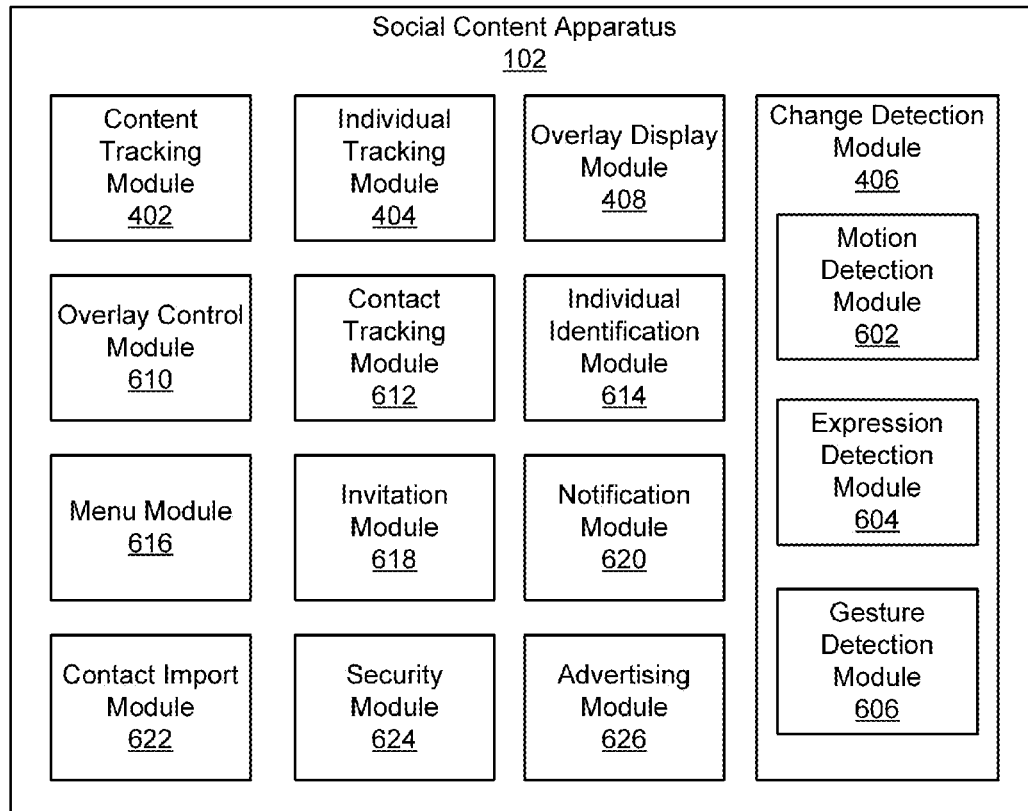 Social Content Apparatus
102
Content
Tracking
Module
402
Individual
Tracking
Module
404
Overlay Display
Module
408
Change Detection
Module
406
Motion
Detection
Module
602
Overlay Control
Module
610
Contact
Tracking
Module
612
Individual
Identification
Module
614
Expression
Detection
Module
604
Menu Module
616
Invitation
Module
618
Notification
Module
620
Gesture
Detection
Module
606
Contact Import
Module
622
Security
Module
624
Advertising
Module
626